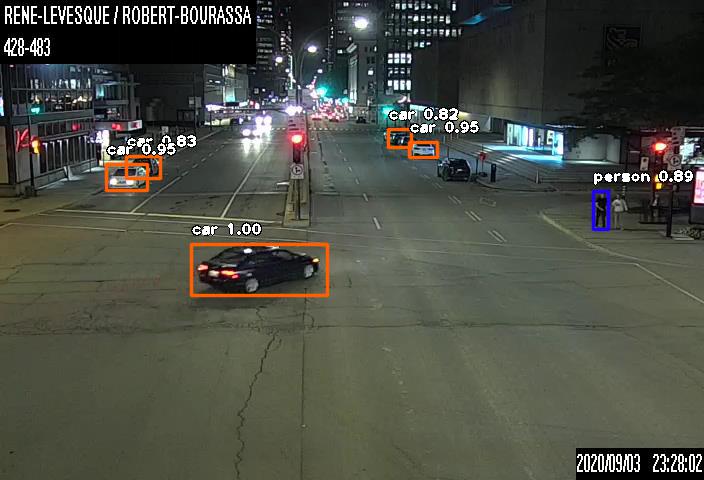 RENE-LEVESQUE / ROBERT-BOURASSA
428-483
car 0.82
car 0.95
car 0.83
car 0.95
person 0.89
car 1.00
2020/09/03 23:28:02